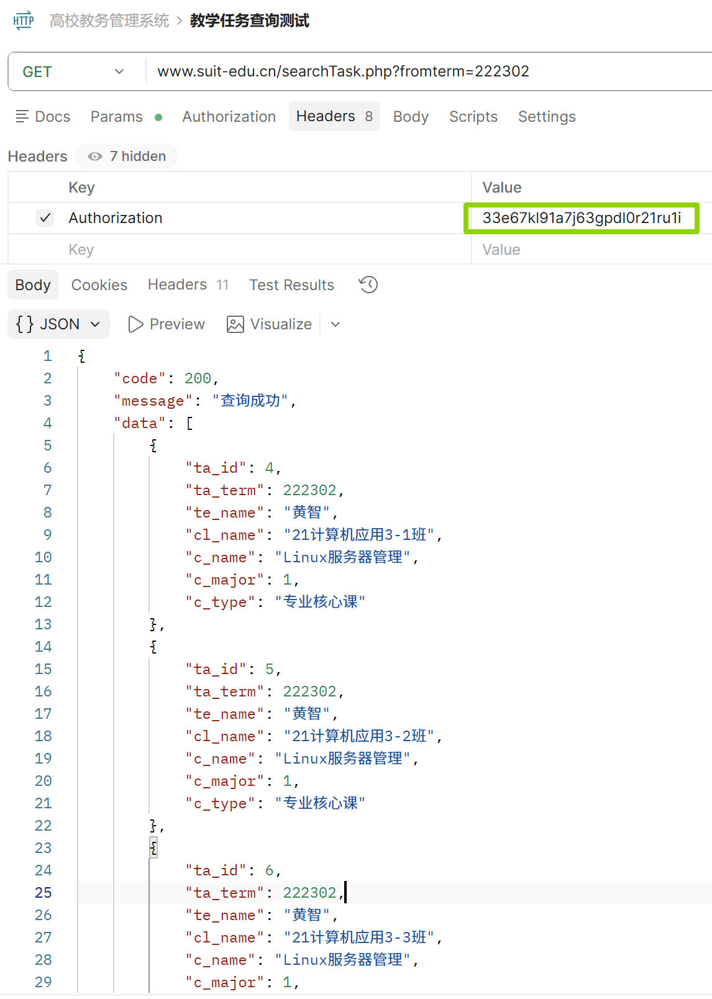 HTTP 高校教务管理系统 > 教学任务查询测试
GET www.suit-edu.cn/searchTask.php?fromterm=222302
Docs Params Authorization Headers 8 Body Scripts Settings
Headers 7 hidden
Key Value
Authorization 33e67kl91a7j63gpdl0r21ru1i
Key Value
Body Cookies Headers 11 Test Results
{ } JSON Preview Visualize
1 {
2 "code": 200,
3 "message": "查询成功",
4 "data": [
5 {
6 "ta_id": 4,
7 "ta_term": 222302,
8 "te_name": "黄智",
9 "cl_name": "21计算机应用3-1班",
10 "c_name": "Linux服务器管理",
11 "c_major": 1,
12 "c_type": "专业核心课"
13 },
14 {
15 "ta_id": 5,
16 "ta_term": 222302,
17 "te_name": "黄智",
18 "cl_name": "21计算机应用3-2班",
19 "c_name": "Linux服务器管理",
20 "c_major": 1,
21 "c_type": "专业核心课"
22 },
23 {
24 "ta_id": 6,
25 "ta_term": 222302,
26 "te_name": "黄智",
27 "cl_name": "21计算机应用3-3班",
28 "c_name": "Linux服务器管理",
29 "c_major": 1,